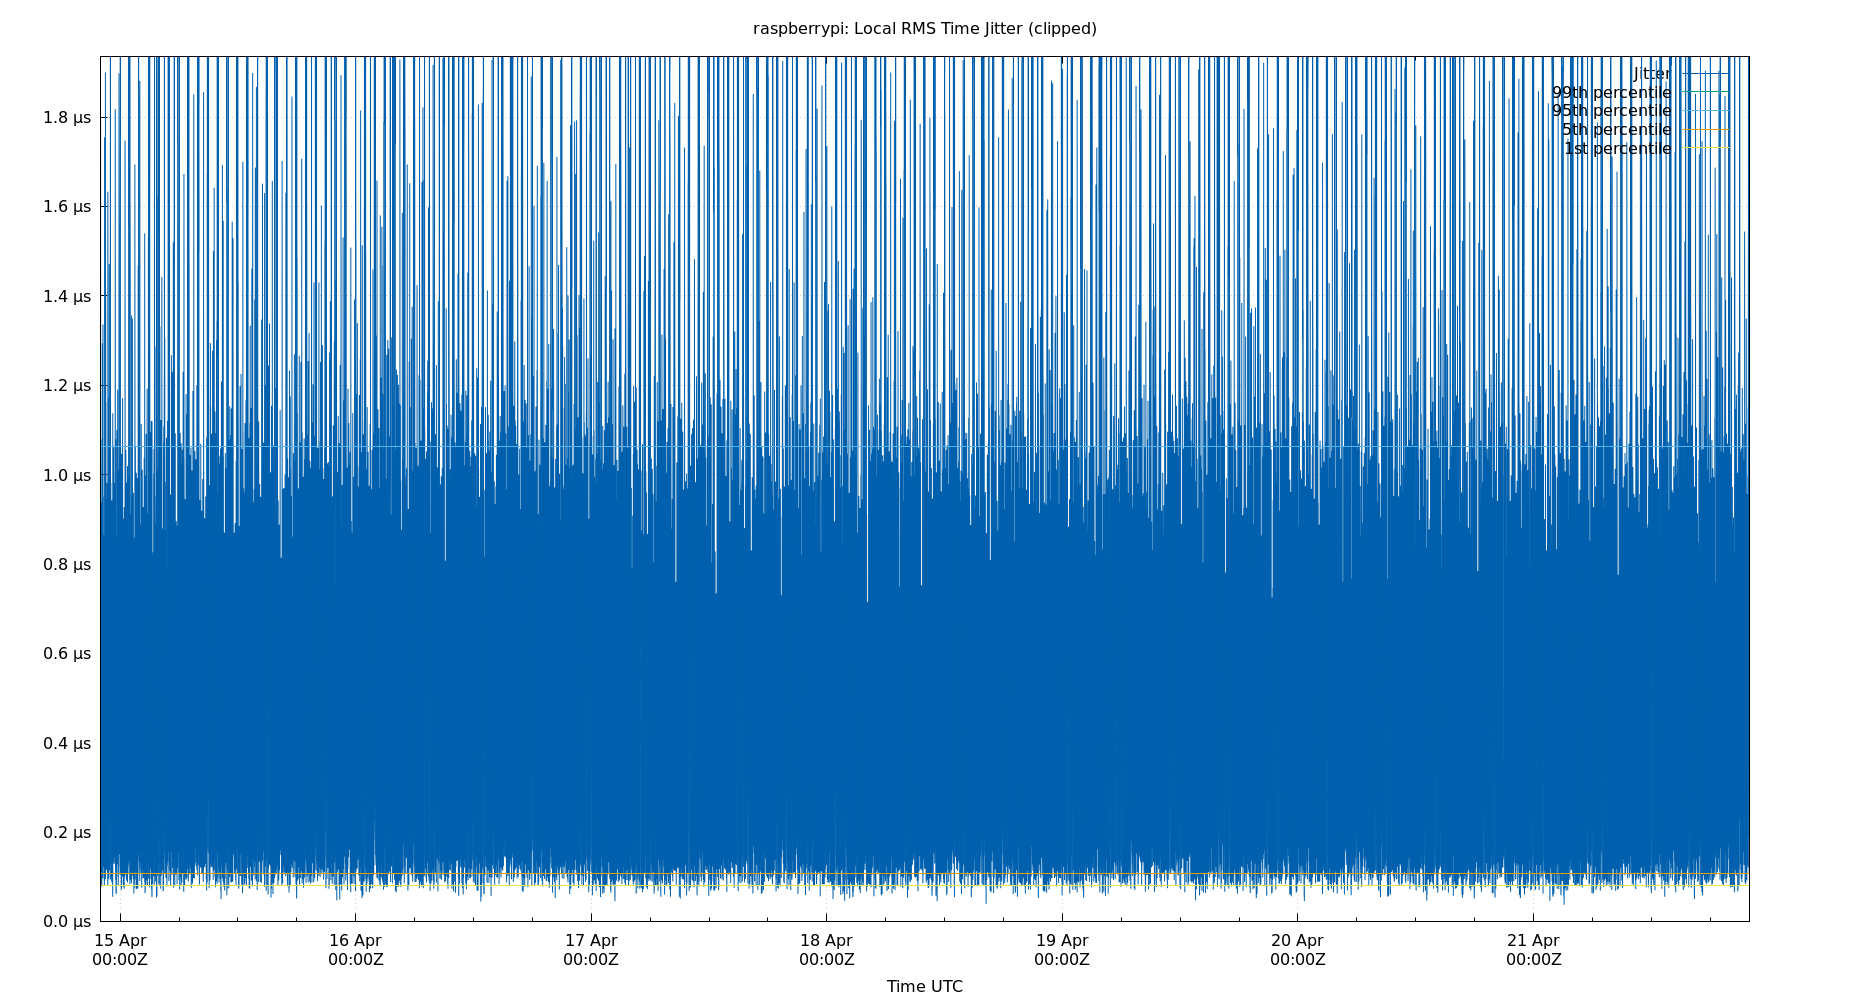 raspberrypi: Local RMS Time Jitter (clipped)
Jitter
99th percentile
95th percentile
5th percentile
1st percentile
1.8 µs
1.6 µs
1.4 µs
1.2 µs
1.0 µs
0.8 µs
0.6 µs
0.4 µs
0.2 µs
0.0 µs
15 Apr 16 Apr 17 Apr 18 Apr 19 Apr 20 Apr 21 Apr
00:00Z 00:00Z 00:00Z 00:00Z 00:00Z 00:00Z 00:00Z
Time UTC